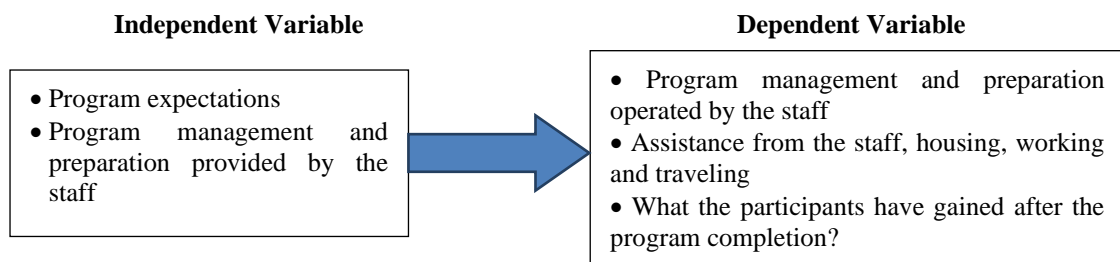 Independent Variable
Dependent Variable
• Program expectations
• Program management and
preparation provided by the
staff
• Program management and preparation
operated by the staff
• Assistance from the staff, housing, working
and traveling
• What the participants have gained after the
program completion?